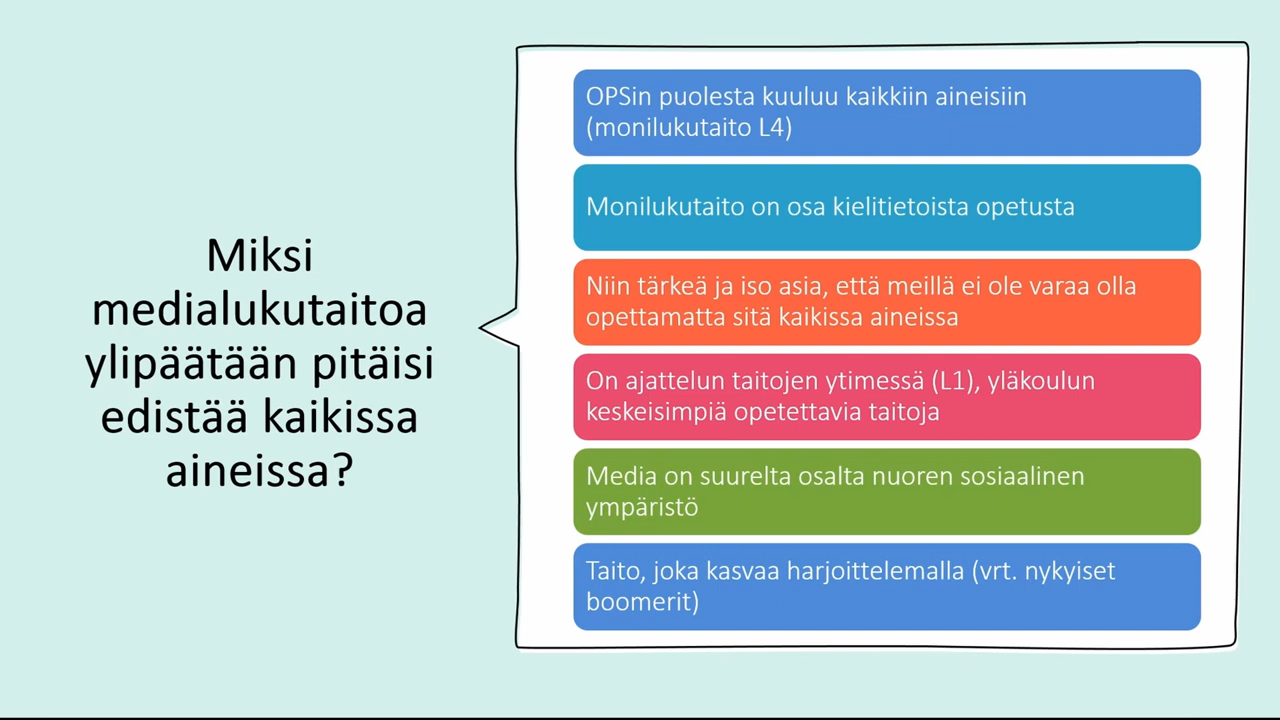 Miksi
medialukutaitoa
ylipäätään pitäisi
edistää kaikissa
aineissa?
OPSin puolesta kuuluu kaikkiin aineisiin
(monilukutaito L4)
Monilukutaito on osa kielitietoista opetusta
Niin tärkeä ja iso asia, että meillä ei ole varaa olla
opettamatta sitä kaikissa aineissa
On ajattelun taitojen ytimessä (L1), yläkoulun
keskeisimpiä opetettavia taitoja
Media on suurelta osalta nuoren sosiaalinen
ympäristö
Taito, joka kasvaa harjoittelemalla (vrt. nykyiset
boomerit)